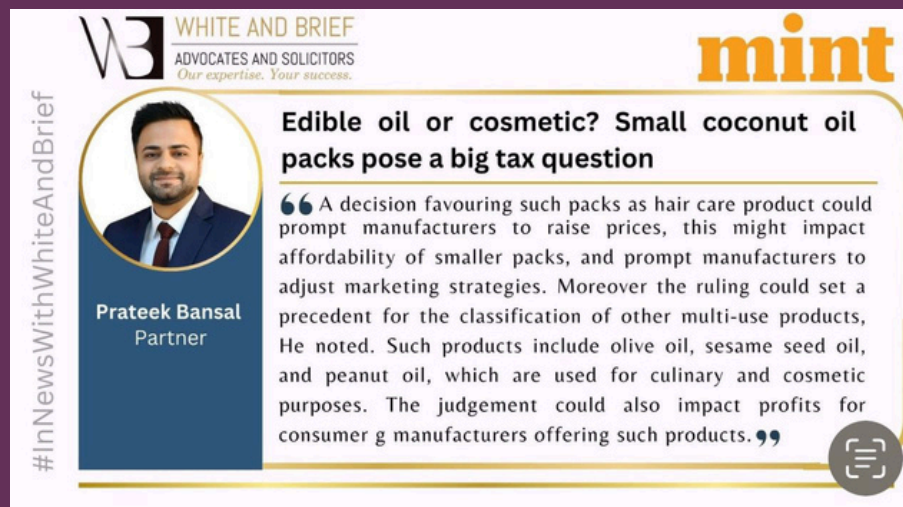 WHITE AND BRIEF
ADVOCATES AND SOLICITORS
Our expertise. Your success.
mint
#InNewsWithWhiteAndBrief
Prateek Bansal
Partner
Edible oil or cosmetic? Small coconut oil
packs pose a big tax question
❝ A decision favouring such packs as hair care product could
prompt manufacturers to raise prices, this might impact
affordability of smaller packs, and prompt manufacturers to
adjust marketing strategies. Moreover the ruling could set a
precedent for the classification of other multi-use products,
He noted. Such products include olive oil, sesame seed oil,
and peanut oil, which are used for culinary and cosmetic
purposes. The judgement could also impact profits for
consumer g manufacturers offering such products.❞